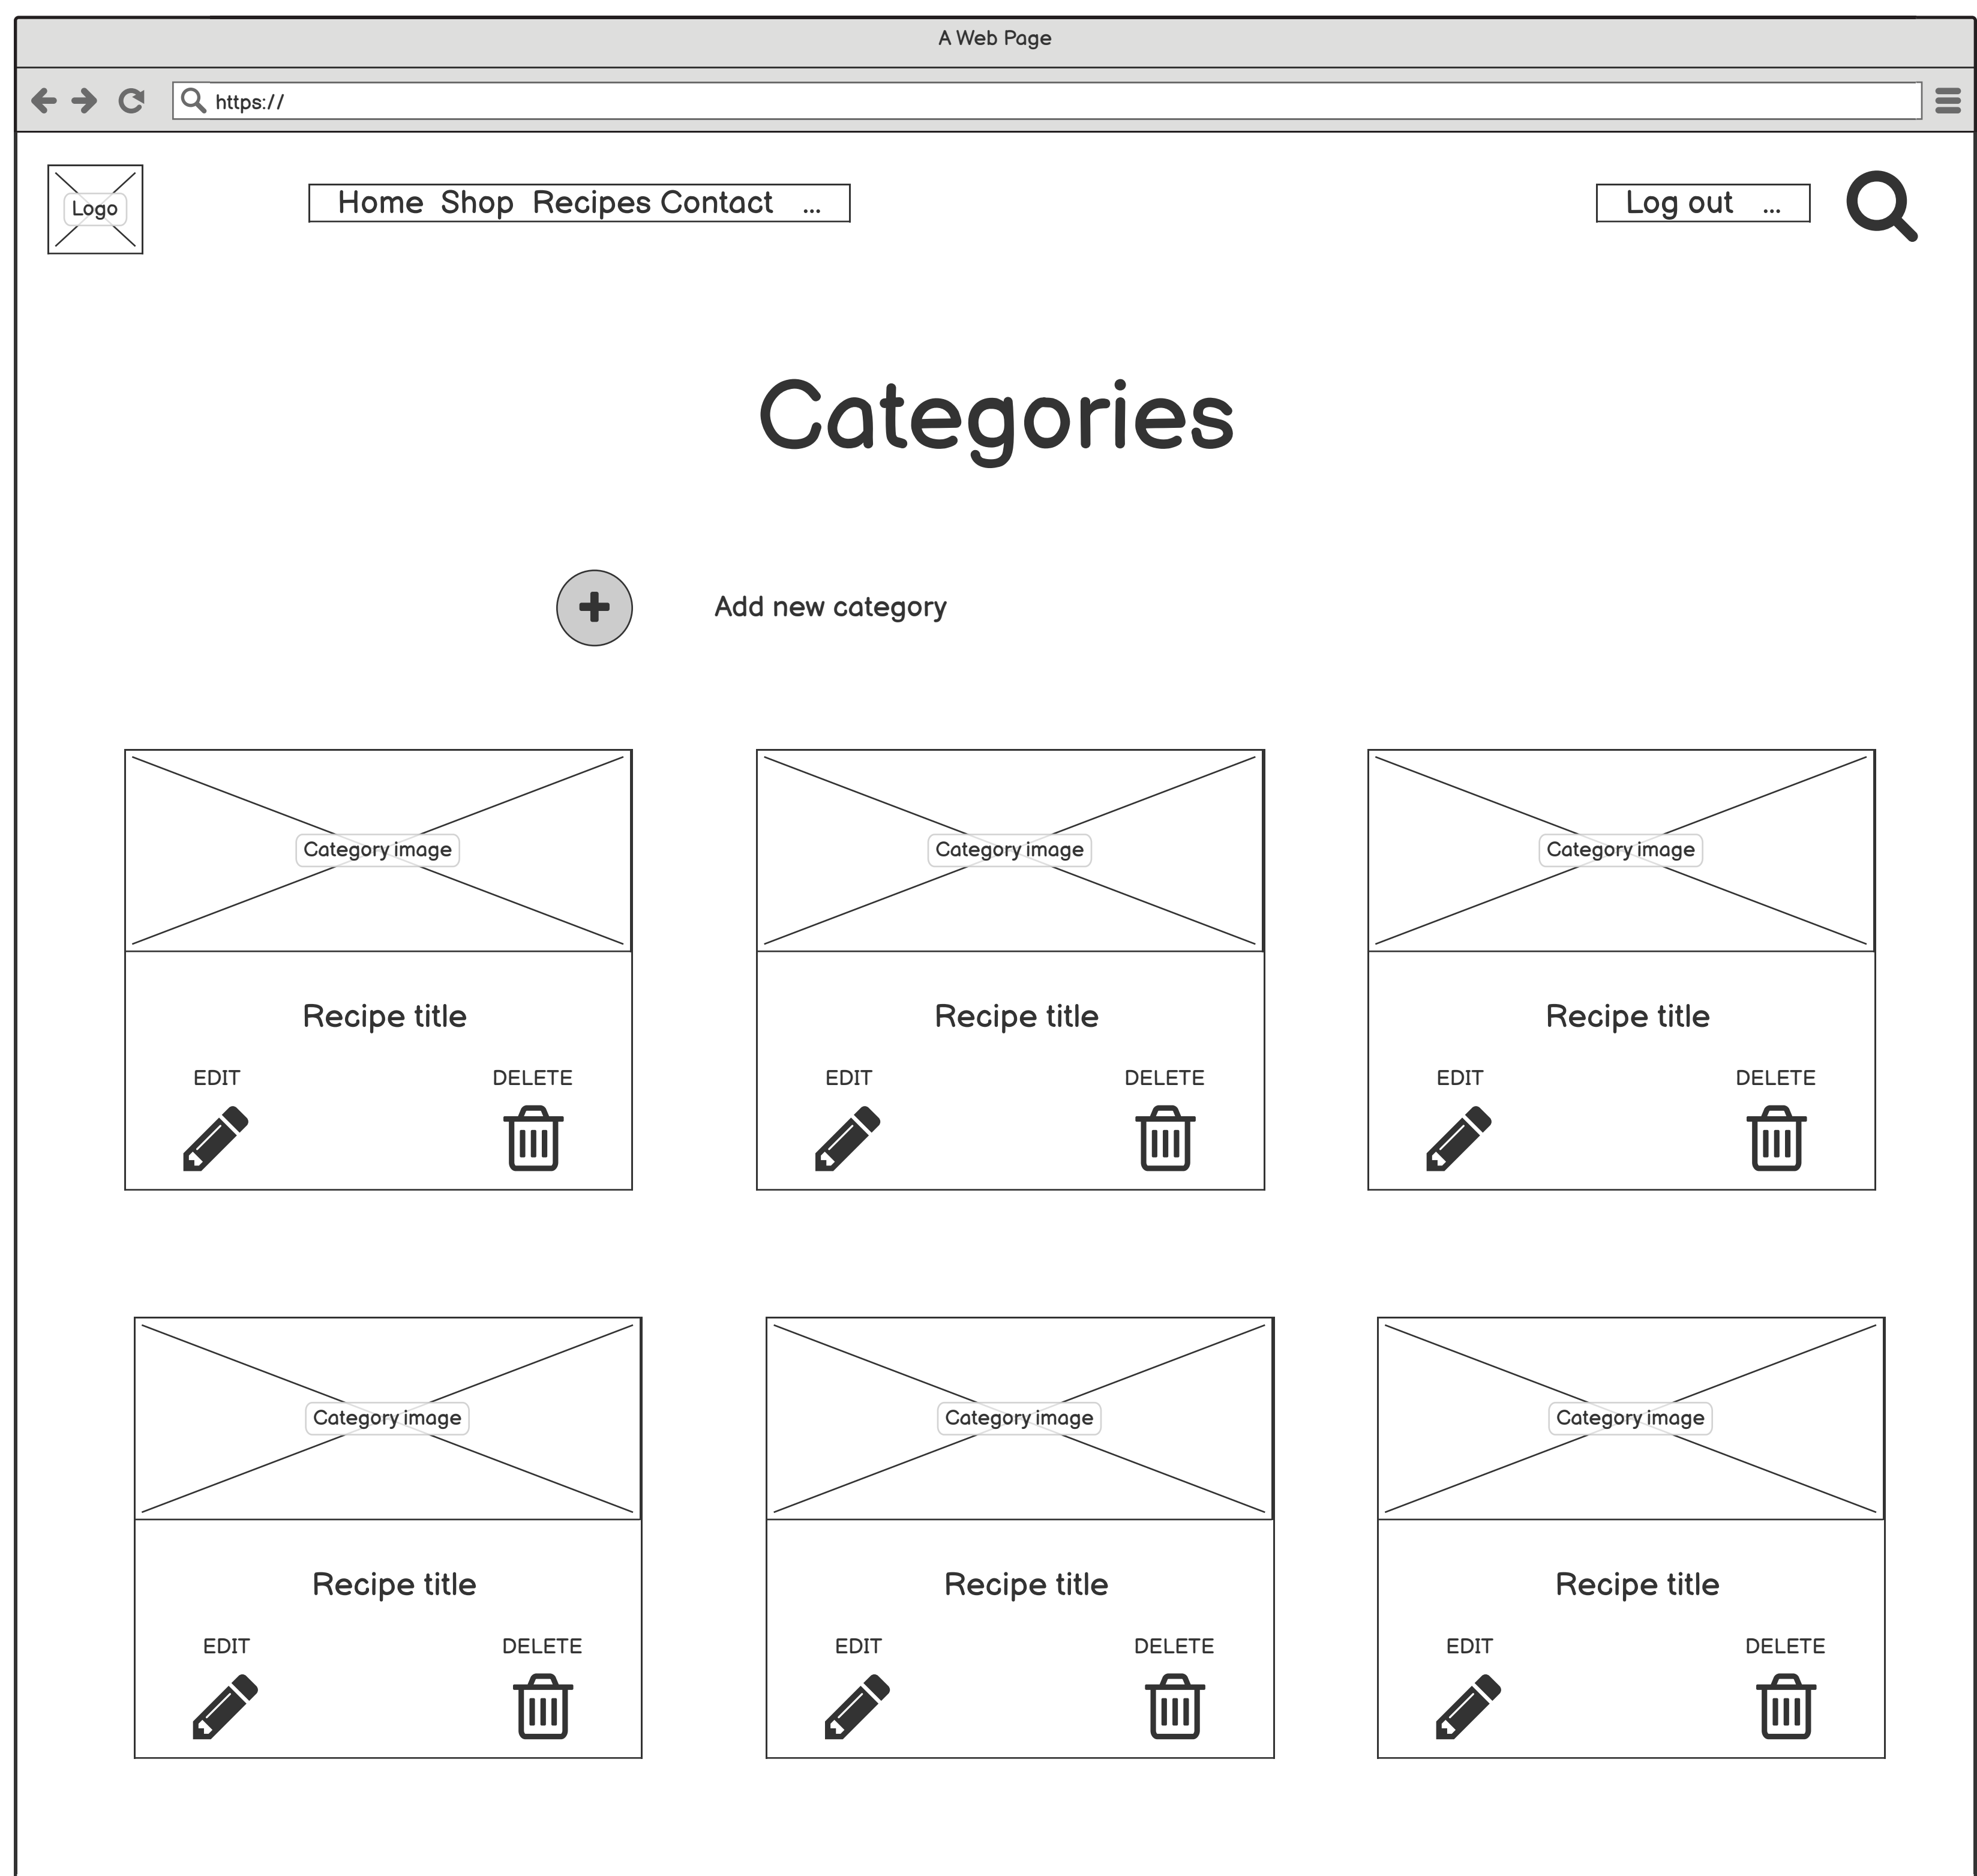 A Web Page
https://
Logo
Home Shop Recipes Contact ...
Log out ...
Categories
Add new category
Category image
Category image
Category image
Recipe title
Recipe title
Recipe title
EDIT DELETE
EDIT DELETE
EDIT DELETE
Category image
Category image
Category image
Recipe title
Recipe title
Recipe title
EDIT DELETE
EDIT DELETE
EDIT DELETE